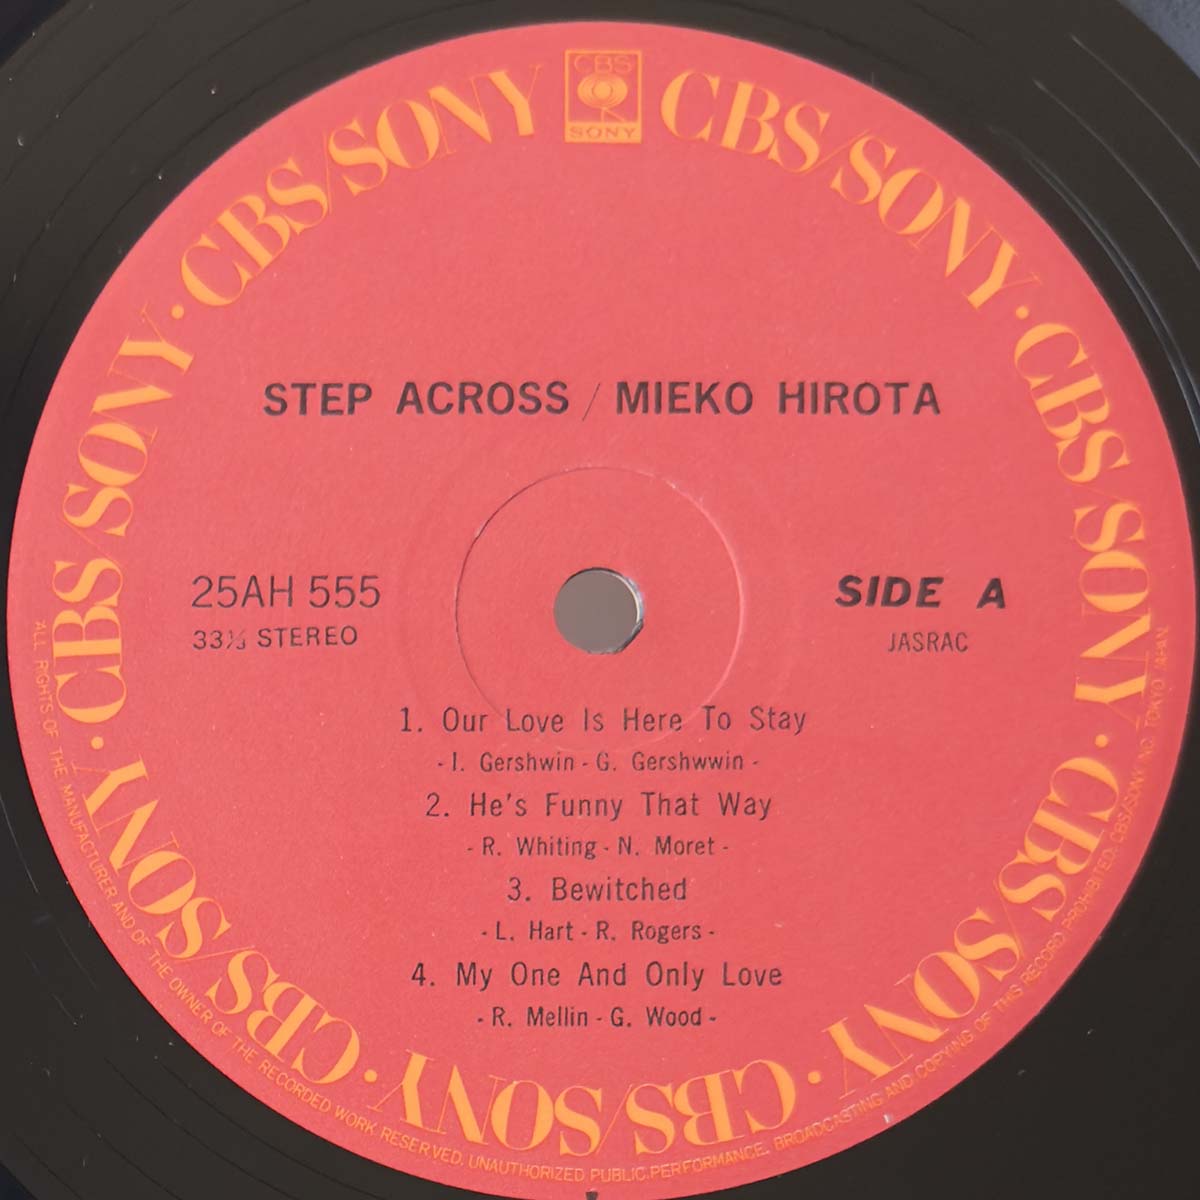 CBS
SONY
CBS/SONY · CBS/SONY · CBS/SONY · CBS/SONY · CBS/SONY · CBS/SONY · CBS/SONY
STEP ACROSS / MIEKO HIROTA
25AH 555
33⅓ STEREO
SIDE A
JASRAC
1. Our Love Is Here To Stay
- I. Gershwin - G. Gershwwin -
2. He's Funny That Way
- R. Whiting - N. Moret -
3. Bewitched
- L. Hart - R. Rogers -
4. My One And Only Love
- R. Mellin - G. Wood -
ALL RIGHTS OF THE MANUFACTURER AND OF THE OWNER OF THE RECORDED WORK RESERVED. UNAUTHORIZED PUBLIC PERFORMANCE, BROADCASTING AND COPYING OF THIS RECORD PROHIBITED. CBS/SONY INC. TOKYO JAPAN.